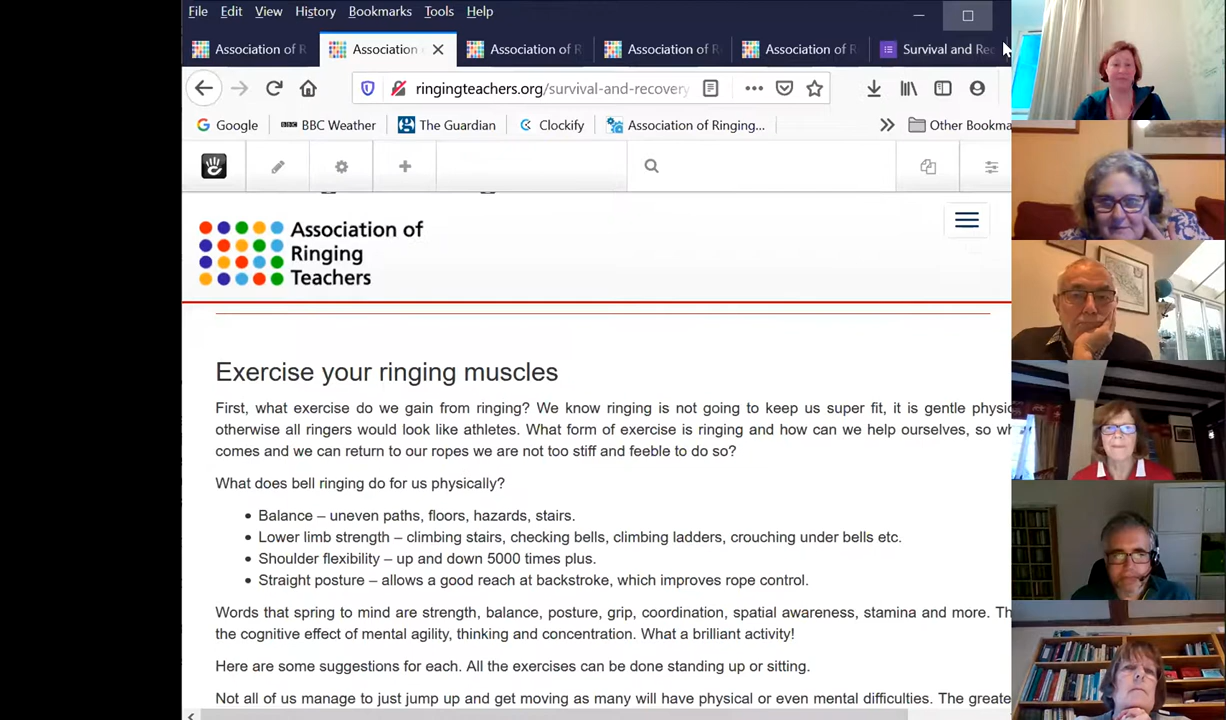 File Edit View History Bookmarks Tools Help
Association of R
Association
Association of R
Association of R
Association of R
Survival and Rec
ringingteachers.org/survival-and-recovery
Google BBC Weather The Guardian Clockify Association of Ringing... Other Bookma
Association of
Ringing
Teachers
Exercise your ringing muscles
First, what exercise do we gain from ringing? We know ringing is not going to keep us super fit, it is gentle physic
otherwise all ringers would look like athletes. What form of exercise is ringing and how can we help ourselves, so wh
comes and we can return to our ropes we are not too stiff and feeble to do so?
What does bell ringing do for us physically?
• Balance – uneven paths, floors, hazards, stairs.
• Lower limb strength – climbing stairs, checking bells, climbing ladders, crouching under bells etc.
• Shoulder flexibility – up and down 5000 times plus.
• Straight posture – allows a good reach at backstroke, which improves rope control.
Words that spring to mind are strength, balance, posture, grip, coordination, spatial awareness, stamina and more. Th
the cognitive effect of mental agility, thinking and concentration. What a brilliant activity!
Here are some suggestions for each. All the exercises can be done standing up or sitting.
Not all of us manage to just jump up and get moving as many will have physical or even mental difficulties. The greate